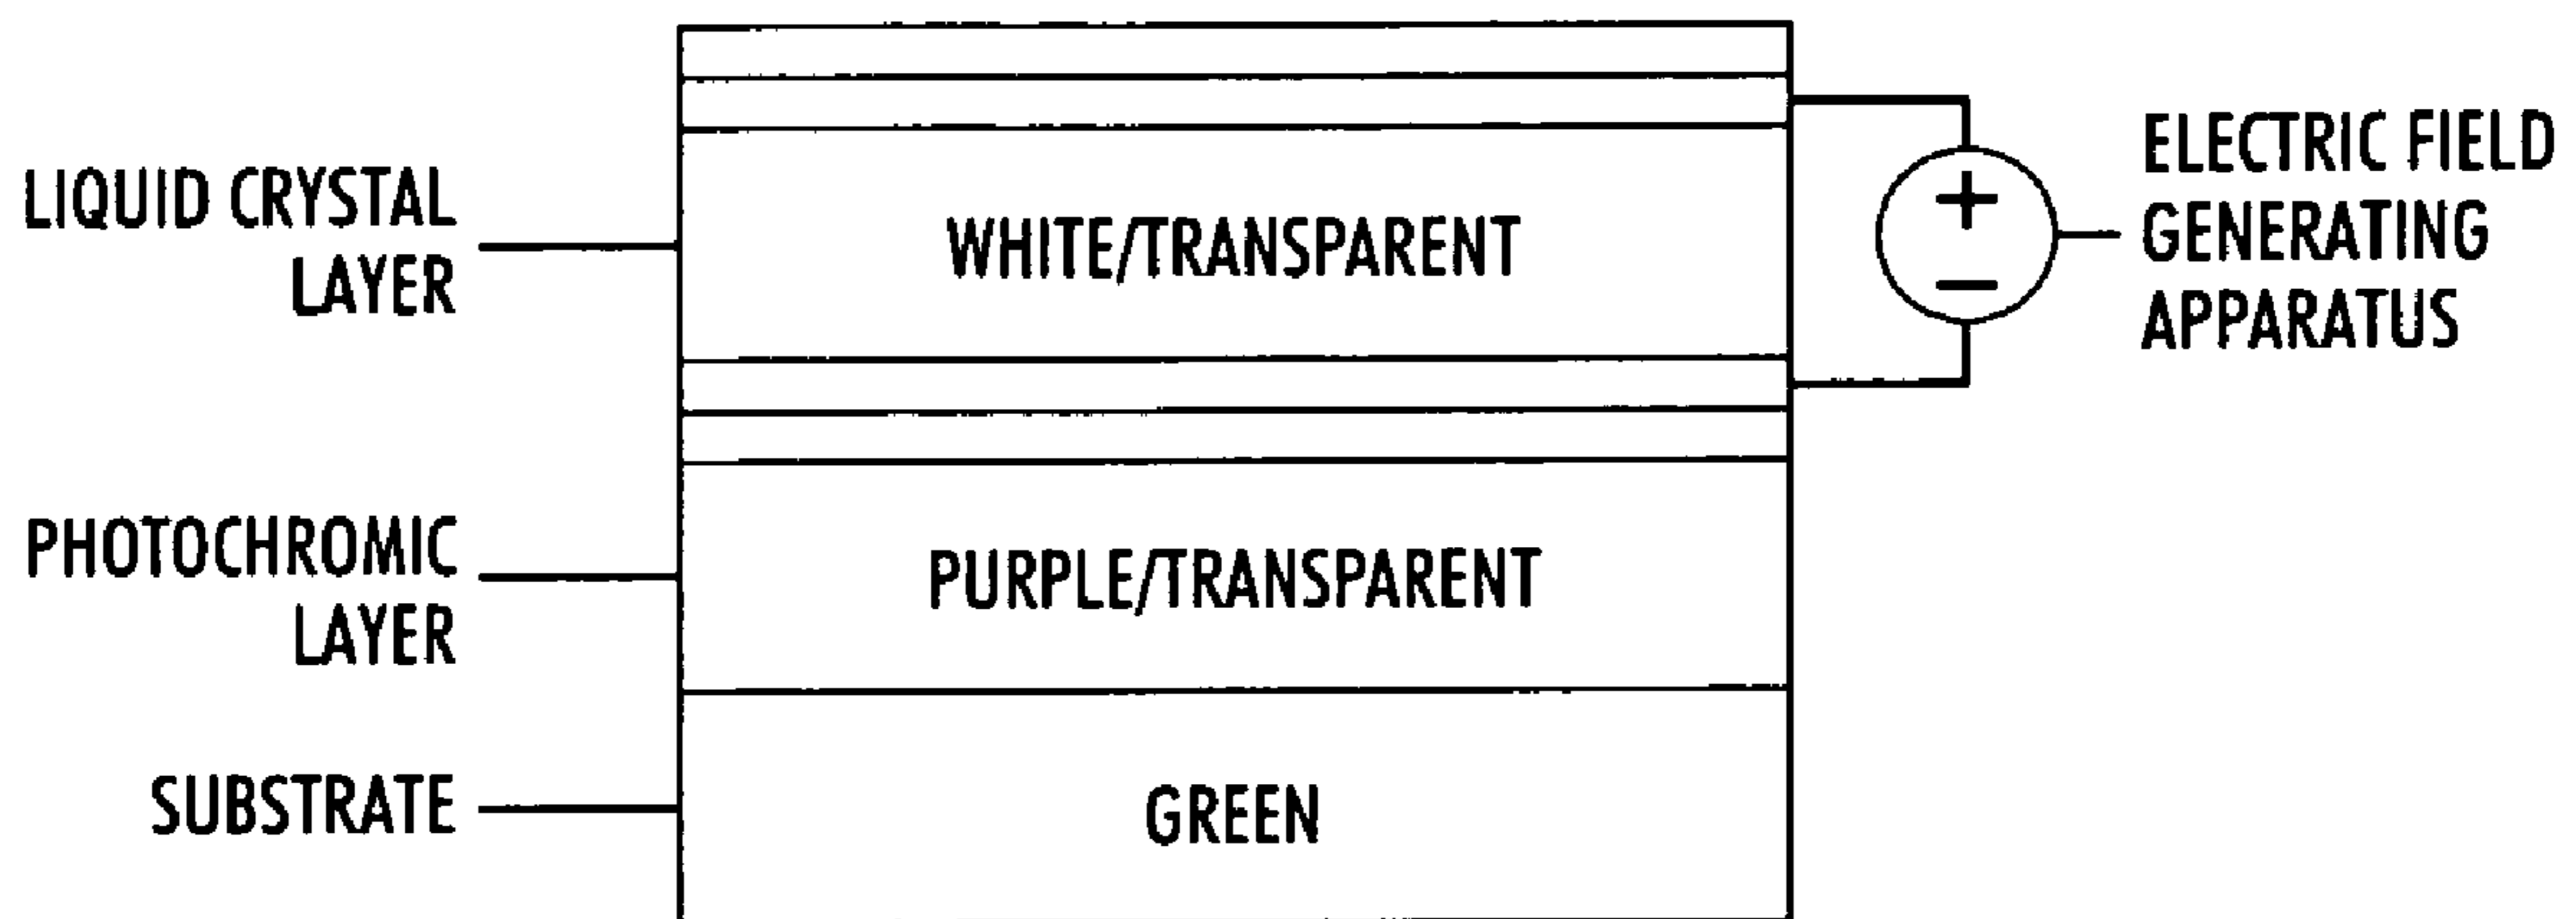 LIQUID CRYSTAL
LAYER
WHITE/TRANSPARENT
+
−
ELECTRIC FIELD
GENERATING
APPARATUS
PHOTOCHROMIC
LAYER
PURPLE/TRANSPARENT
SUBSTRATE
GREEN